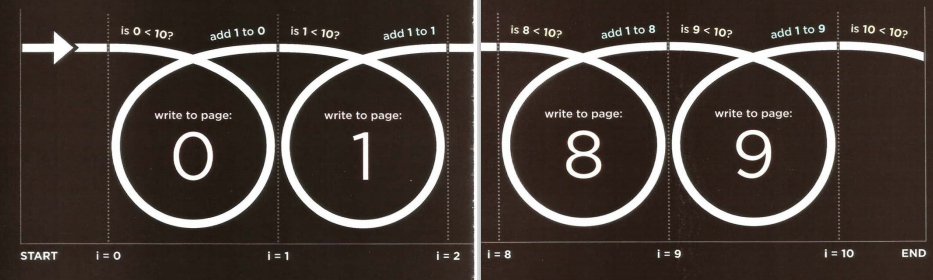 is 0 < 10?
add 1 to 0
is 1 < 10?
add 1 to 1
is 8 < 10?
add 1 to 8
is 9 < 10?
add 1 to 9
is 10 < 10?
write to page:
0
write to page:
1
write to page:
8
write to page:
9
START
i = 0
i = 1
i = 2
i = 8
i = 9
i = 10
END